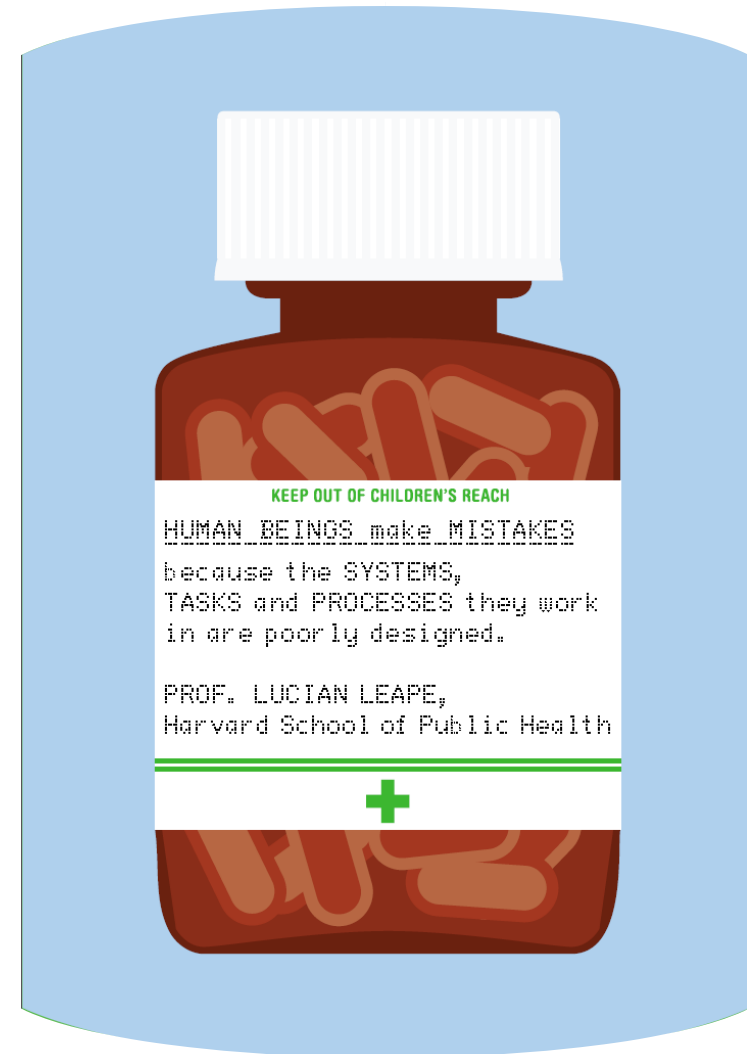 KEEP OUT OF CHILDREN'S REACH
HUMAN BEINGS make MISTAKES
because the SYSTEMS,
TASKS and PROCESSES they work
in are poorly designed.
PROF. LUCIAN LEAPE,
Harvard School of Public Health